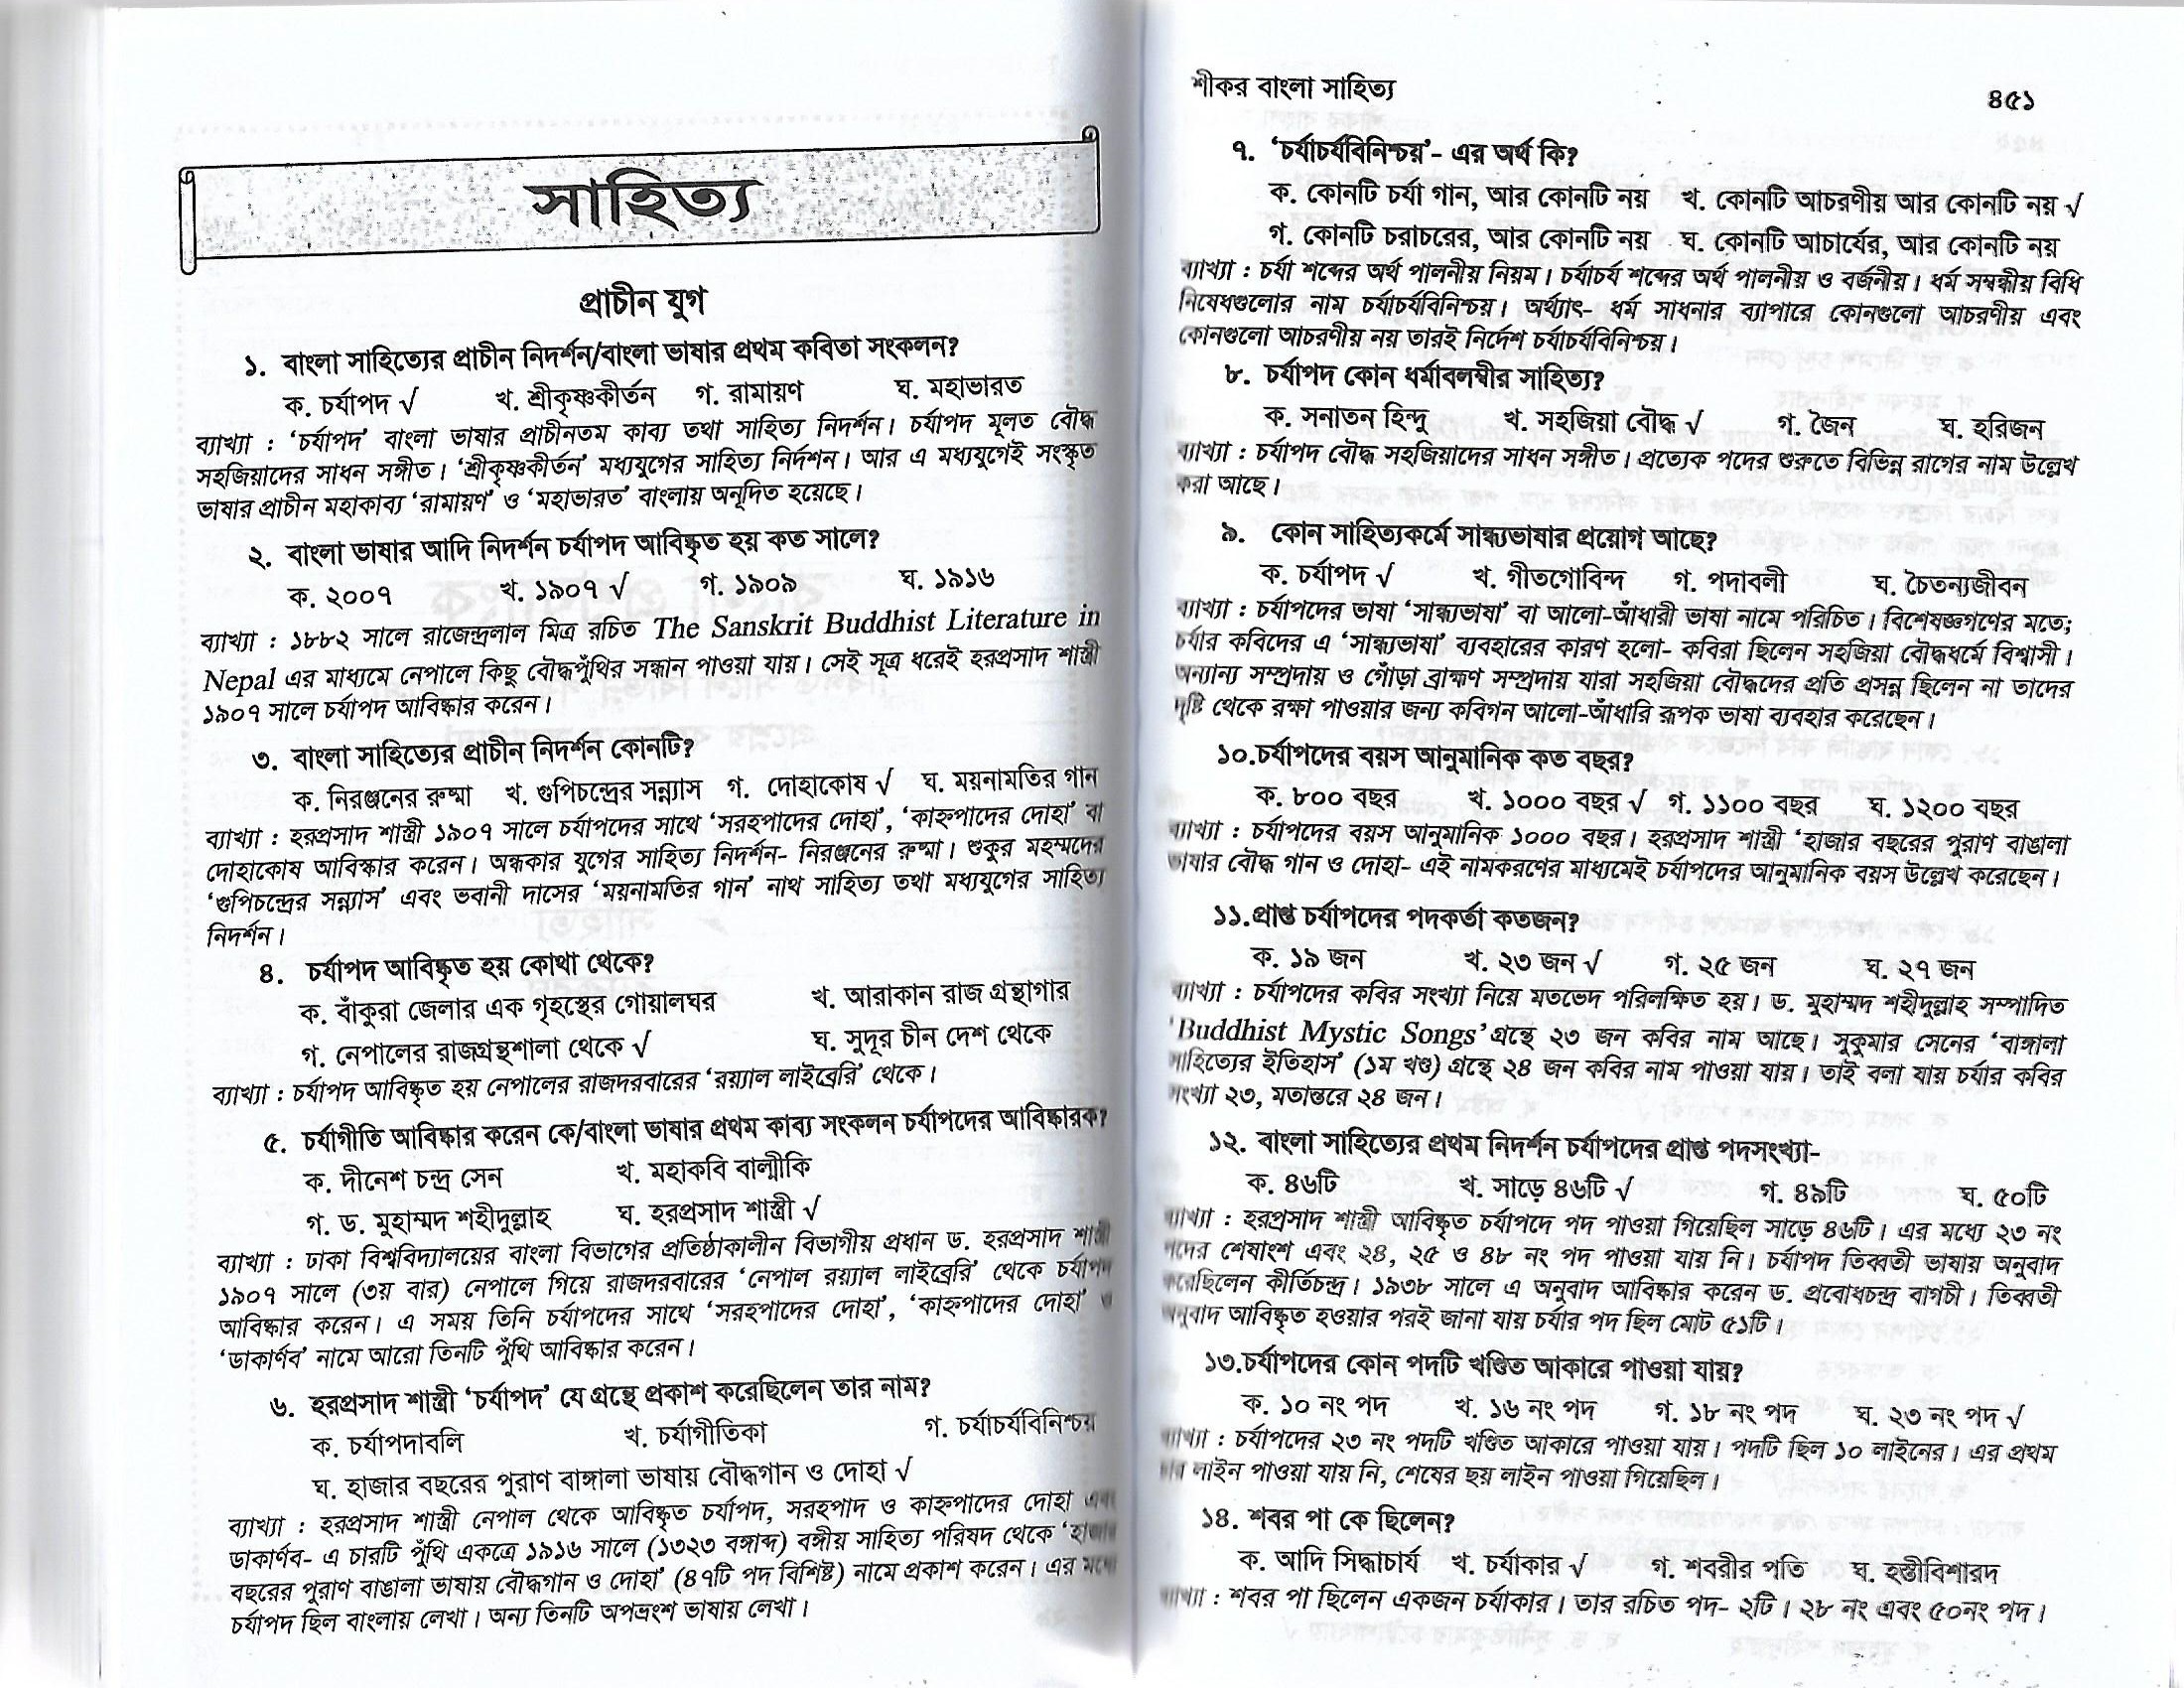 সাহিত্য
প্রাচীন যুগ
১. বাংলা সাহিত্যের প্রাচীন নিদর্শন/বাংলা ভাষার প্রথম কবিতা সংকলন?
ক. চর্যাপদ √ খ. শ্রীকৃষ্ণকীর্তন গ. রামায়ণ ঘ. মহাভারত
ব্যাখ্যা : ‘চর্যাপদ’ বাংলা ভাষার প্রাচীনতম কাব্য তথা সাহিত্য নিদর্শন। চর্যাপদ মূলত বৌদ্ধ
সহজিয়াদের সাধন সঙ্গীত। ‘শ্রীকৃষ্ণকীর্তন’ মধ্যযুগের সাহিত্য নির্দশন। আর এ মধ্যযুগেই সংস্কৃত
ভাষার প্রাচীন মহাকাব্য ‘রামায়ণ’ ও ‘মহাভারত’ বাংলায় অনূদিত হয়েছে।
২. বাংলা ভাষার আদি নিদর্শন চর্যাপদ আবিষ্কৃত হয় কত সালে?
ক. ২০০৭ খ. ১৯০৭ √ গ. ১৯০৯ ঘ. ১৯১৬
ব্যাখ্যা : ১৮৮২ সালে রাজেন্দ্রলাল মিত্র রচিত The Sanskrit Buddhist Literature in
Nepal এর মাধ্যমে নেপালে কিছু বৌদ্ধপুঁথির সন্ধান পাওয়া যায়। সেই সূত্র ধরেই হরপ্রসাদ শাস্ত্রী
১৯০৭ সালে চর্যাপদ আবিষ্কার করেন।
৩. বাংলা সাহিত্যের প্রাচীন নিদর্শন কোনটি?
ক. নিরঞ্জনের রুষ্মা খ. গুপিচন্দ্রের সন্ন্যাস গ. দোহাকোষ √ ঘ. ময়নামতির গান
ব্যাখ্যা : হরপ্রসাদ শাস্ত্রী ১৯০৭ সালে চর্যাপদের সাথে ‘সরহপাদের দোহা’, ‘কাহ্নপাদের দোহা’ বা
দোহাকোষ আবিস্কার করেন। অন্ধকার যুগের সাহিত্য নিদর্শন- নিরঞ্জনের রুষ্মা। শুকুর মহম্মদের
‘গুপিচন্দ্রের সন্ন্যাস’ এবং ভবানী দাসের ‘ময়নামতির গান’ নাথ সাহিত্য তথা মধ্যযুগের সাহিত্য
নিদর্শন।
৪. চর্যাপদ আবিষ্কৃত হয় কোথা থেকে?
ক. বাঁকুরা জেলার এক গৃহস্থের গোয়ালঘর খ. আরাকান রাজ গ্রন্থাগার
গ. নেপালের রাজগ্রন্থশালা থেকে √ ঘ. সুদূর চীন দেশ থেকে
ব্যাখ্যা : চর্যাপদ আবিষ্কৃত হয় নেপালের রাজদরবারের ‘রয়্যাল লাইব্রেরি’ থেকে।
৫. চর্যাগীতি আবিষ্কার করেন কে/বাংলা ভাষার প্রথম কাব্য সংকলন চর্যাপদের আবিষ্কারক?
ক. দীনেশ চন্দ্র সেন খ. মহাকবি বাল্মীকি
গ. ড. মুহাম্মদ শহীদুল্লাহ ঘ. হরপ্রসাদ শাস্ত্রী √
ব্যাখ্যা : ঢাকা বিশ্ববিদ্যালয়ের বাংলা বিভাগের প্রতিষ্ঠাকালীন বিভাগীয় প্রধান ড. হরপ্রসাদ শাস্ত্রী
১৯০৭ সালে (৩য় বার) নেপালে গিয়ে রাজদরবারের ‘নেপাল রয়্যাল লাইব্রেরি’ থেকে চর্যাপদ
আবিষ্কার করেন। এ সময় তিনি চর্যাপদের সাথে ‘সরহপাদের দোহা’, ‘কাহ্নপাদের দোহা’ ও
‘ডাকার্ণব’ নামে আরো তিনটি পুঁথি আবিষ্কার করেন।
৬. হরপ্রসাদ শাস্ত্রী ‘চর্যাপদ’ যে গ্রন্থে প্রকাশ করেছিলেন তার নাম?
ক. চর্যাপদাবলি খ. চর্যাগীতিকা গ. চর্যাচর্যবিনিশ্চয়
ঘ. হাজার বছরের পুরাণ বাঙ্গালা ভাষায় বৌদ্ধগান ও দোহা √
ব্যাখ্যা : হরপ্রসাদ শাস্ত্রী নেপাল থেকে আবিষ্কৃত চর্যাপদ, সরহপাদ ও কাহ্নপাদের দোহা এবং
ডাকার্ণব- এ চারটি পুঁথি একত্রে ১৯১৬ সালে (১৩২৩ বঙ্গাব্দ) বঙ্গীয় সাহিত্য পরিষদ থেকে ‘হাজার
বছরের পুরাণ বাঙালা ভাষায় বৌদ্ধগান ও দোহা’ (৪৭টি পদ বিশিষ্ট) নামে প্রকাশ করেন। এর মধ্যে
চর্যাপদ ছিল বাংলায় লেখা। অন্য তিনটি অপভ্রংশ ভাষায় লেখা।
শীকর বাংলা সাহিত্য ৪৫১
৭. ‘চর্যাচর্যবিনিশ্চয়’- এর অর্থ কি?
ক. কোনটি চর্যা গান, আর কোনটি নয় খ. কোনটি আচরণীয় আর কোনটি নয় √
গ. কোনটি চরাচরের, আর কোনটি নয় ঘ. কোনটি আচার্যের, আর কোনটি নয়
ব্যাখ্যা : চর্যা শব্দের অর্থ পালনীয় নিয়ম। চর্যাচর্য শব্দের অর্থ পালনীয় ও বর্জনীয়। ধর্ম সম্বন্ধীয় বিধি
নিষেধগুলোর নাম চর্যাচর্যবিনিশ্চয়। অর্থ্যাৎ- ধর্ম সাধনার ব্যাপারে কোনগুলো আচরণীয় এবং
কোনগুলো আচরণীয় নয় তারই নির্দেশ চর্যাচর্যবিনিশ্চয়।
৮. চর্যাপদ কোন ধর্মাবলম্বীর সাহিত্য?
ক. সনাতন হিন্দু খ. সহজিয়া বৌদ্ধ √ গ. জৈন ঘ. হরিজন
ব্যাখ্যা : চর্যাপদ বৌদ্ধ সহজিয়াদের সাধন সঙ্গীত। প্রত্যেক পদের শুরুতে বিভিন্ন রাগের নাম উল্লেখ
করা আছে।
৯. কোন সাহিত্যকর্মে সান্ধ্যভাষার প্রয়োগ আছে?
ক. চর্যাপদ √ খ. গীতগোবিন্দ গ. পদাবলী ঘ. চৈতন্যজীবন
ব্যাখ্যা : চর্যাপদের ভাষা ‘সান্ধ্যভাষা’ বা আলো-আঁধারী ভাষা নামে পরিচিত। বিশেষজ্ঞগণের মতে;
চর্যার কবিদের এ ‘সান্ধ্যভাষা’ ব্যবহারের কারণ হলো- কবিরা ছিলেন সহজিয়া বৌদ্ধধর্মে বিশ্বাসী।
অন্যান্য সম্প্রদায় ও গোঁড়া ব্রাহ্মণ সম্প্রদায় যারা সহজিয়া বৌদ্ধদের প্রতি প্রসন্ন ছিলেন না তাদের
দৃষ্টি থেকে রক্ষা পাওয়ার জন্য কবিগন আলো-আঁধারি রূপক ভাষা ব্যবহার করেছেন।
১০.চর্যাপদের বয়স আনুমানিক কত বছর?
ক. ৮০০ বছর খ. ১০০০ বছর √ গ. ১১০০ বছর ঘ. ১২০০ বছর
ব্যাখ্যা : চর্যাপদের বয়স আনুমানিক ১০০০ বছর। হরপ্রসাদ শাস্ত্রী ‘হাজার বছরের পুরাণ বাঙালা
ভাষার বৌদ্ধ গান ও দোহা- এই নামকরণের মাধ্যমেই চর্যাপদের আনুমানিক বয়স উল্লেখ করেছেন।
১১.প্রাপ্ত চর্যাপদের পদকর্তা কতজন?
ক. ১৯ জন খ. ২৩ জন √ গ. ২৫ জন ঘ. ২৭ জন
ব্যাখ্যা : চর্যাপদের কবির সংখ্যা নিয়ে মতভেদ পরিলক্ষিত হয়। ড. মুহাম্মদ শহীদুল্লাহ সম্পাদিত
‘Buddhist Mystic Songs’ গ্রন্থে ২৩ জন কবির নাম আছে। সুকুমার সেনের ‘বাঙ্গালা
সাহিত্যের ইতিহাস’ (১ম খণ্ড) গ্রন্থে ২৪ জন কবির নাম পাওয়া যায়। তাই বলা যায় চর্যার কবির
সংখ্যা ২৩, মতান্তরে ২৪ জন।
১২. বাংলা সাহিত্যের প্রথম নিদর্শন চর্যাপদের প্রাপ্ত পদসংখ্যা-
ক. ৪৬টি খ. সাড়ে ৪৬টি √ গ. ৪৯টি ঘ. ৫০টি
ব্যাখ্যা : হরপ্রসাদ শাস্ত্রী আবিষ্কৃত চর্যাপদে পদ পাওয়া গিয়েছিল সাড়ে ৪৬টি। এর মধ্যে ২৩ নং
পদের শেষাংশ এবং ২৪, ২৫ ও ৪৮ নং পদ পাওয়া যায় নি। চর্যাপদ তিব্বতী ভাষায় অনুবাদ
করেছিলেন কীর্তিচন্দ্র। ১৯৩৮ সালে এ অনুবাদ আবিষ্কার করেন ড. প্রবোধচন্দ্র বাগচী। তিব্বতী
অনুবাদ আবিষ্কৃত হওয়ার পরই জানা যায় চর্যার পদ ছিল মোট ৫১টি।
১৩.চর্যাপদের কোন পদটি খণ্ডিত আকারে পাওয়া যায়?
ক. ১০ নং পদ খ. ১৬ নং পদ গ. ১৮ নং পদ ঘ. ২৩ নং পদ √
ব্যাখ্যা : চর্যাপদের ২৩ নং পদটি খণ্ডিত আকারে পাওয়া যায়। পদটি ছিল ১০ লাইনের। এর প্রথম
চার লাইন পাওয়া যায় নি, শেষের ছয় লাইন পাওয়া গিয়েছিল।
১৪. শবর পা কে ছিলেন?
ক. আদি সিদ্ধাচার্য খ. চর্যাকার √ গ. শবরীর পতি ঘ. হস্তীবিশারদ
ব্যাখ্যা : শবর পা ছিলেন একজন চর্যাকার। তার রচিত পদ- ২টি। ২৮ নং এবং ৫০নং পদ।